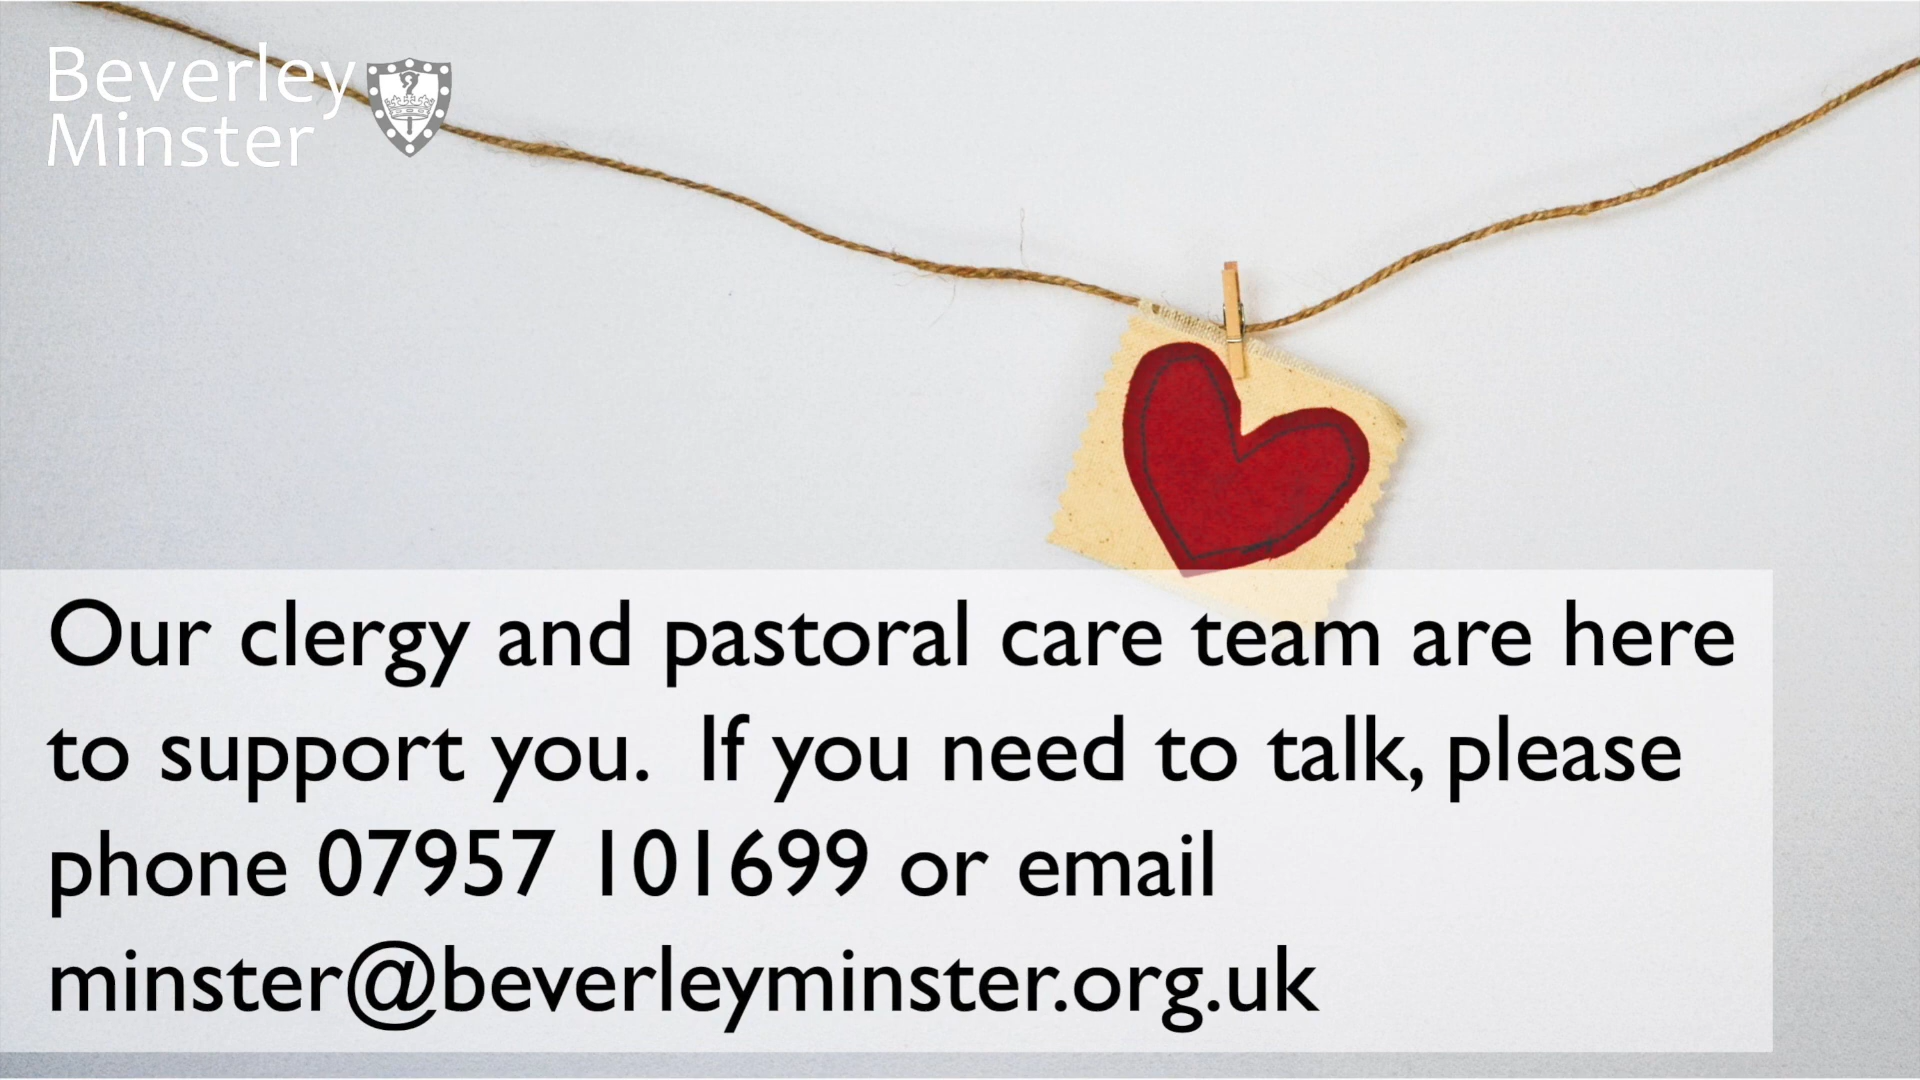 Beverley
Minster
Our clergy and pastoral care team are here
to support you.  If you need to talk, please
phone 07957 101699 or email
minster@beverleyminster.org.uk